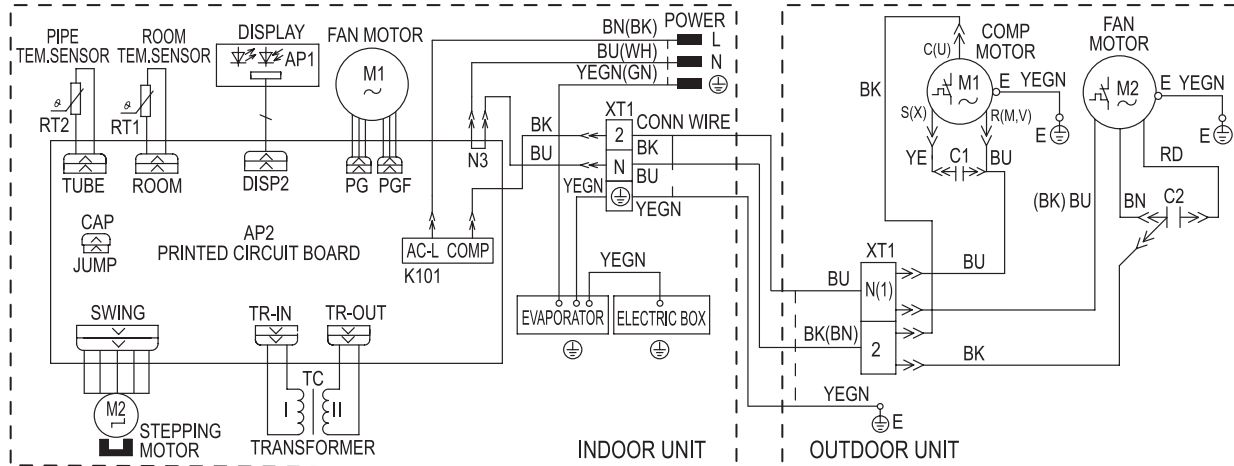 PIPE
TEM.SENSOR
ROOM
TEM.SENSOR
DISPLAY
AP1
FAN MOTOR
M1
~
BN(BK)
POWER
L
BU(WH)
N
YEGN(GN)
θ
RT2
θ
RT1
TUBE
ROOM
DISP2
PG
PGF
N3
BK
BU
YEGN
XT1
2
N
CONN WIRE
BK
BU
YEGN
CAP
JUMP
AP2
PRINTED CIRCUIT BOARD
AC-L
COMP
K101
YEGN
EVAPORATOR
ELECTRIC BOX
SWING
TR-IN
TR-OUT
M2
STEPPING
MOTOR
TC
I
II
TRANSFORMER
INDOOR UNIT
C(U)
COMP
MOTOR
M1
~
E
YEGN
E
S(X)
R(M,V)
BK
YE
C1
BU
FAN
MOTOR
M2
~
E
YEGN
E
RD
(BK) BU
BN
C2
XT1
N(1)
2
BU
BU
BK(BN)
BK
YEGN
E
OUTDOOR UNIT